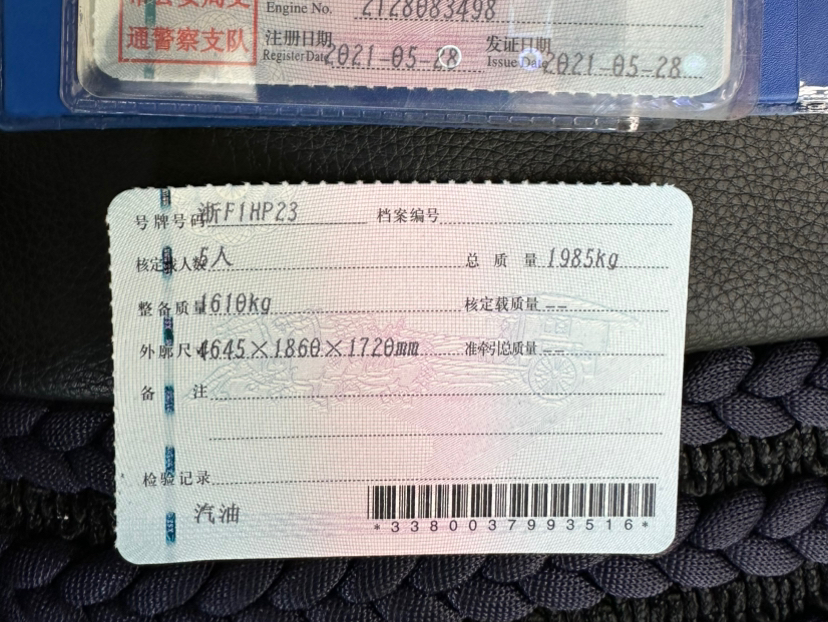 Engine No. 2128083498
通警察支队 注册日期 发证日期
Register Date 2021-05-28 Issue Date 2021-05-28
号牌号码 浙F1HP23 档案编号
核定载人数 5人 总质量 1985kg
整备质量 1610kg 核定载质量 --
外廓尺寸 4645×1860×1720mm 准牵引总质量 --
备注
检验记录
汽油
*3380037993516*